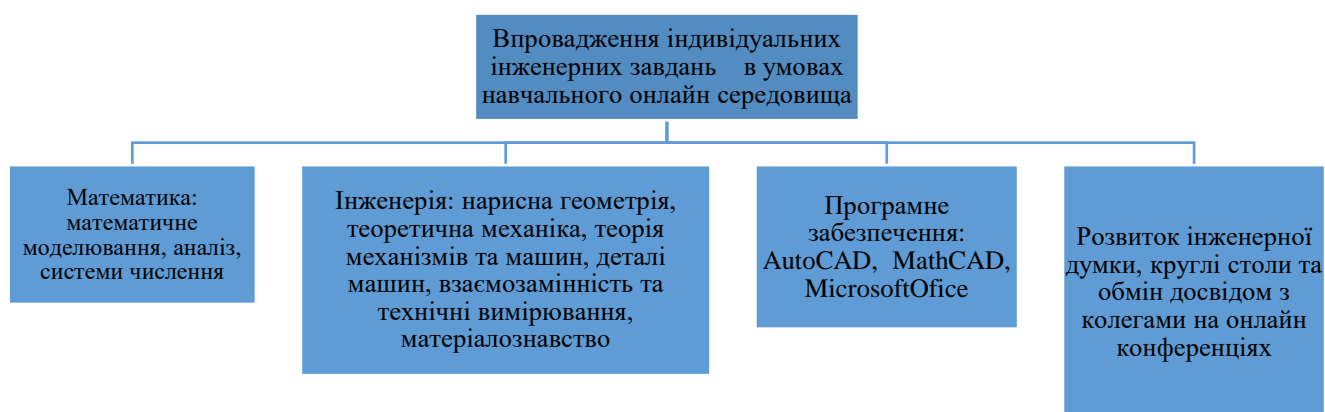 Впровадження індивідуальних
інженерних завдань в умовах
навчального онлайн середовища
Математика:
математичне
моделювання, аналіз,
системи числення
Інженерія: нарисна геометрія,
теоретична механіка, теорія
механізмів та машин, деталі
машин, взаємозамінність та
технічні вимірювання,
матеріалознавство
Програмне
забезпечення:
AutoCAD, MathCAD,
MicrosoftOfice
Розвиток інженерної
думки, круглі столи та
обмін досвідом з
колегами на онлайн
конференціях